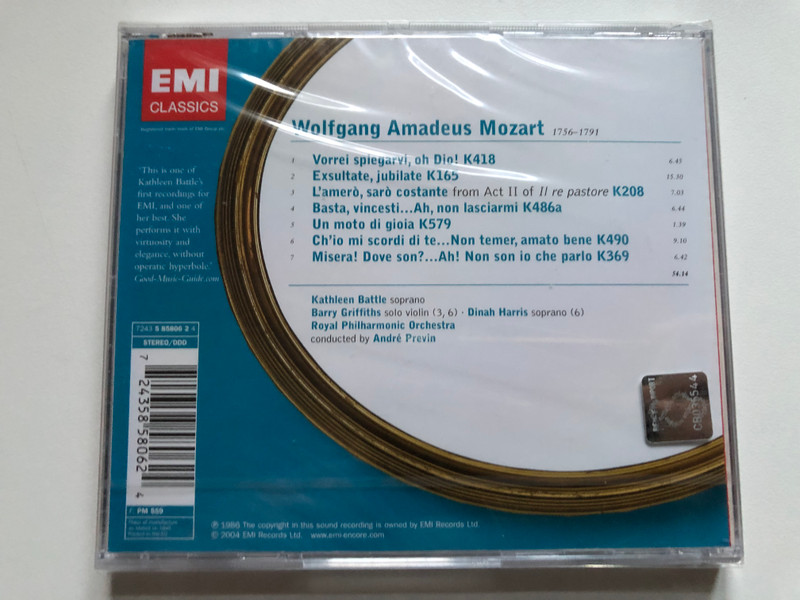 EMI
CLASSICS
'This is one of
Kathleen Battle's
first recordings for
EMI, and one of
her best. She
performs it with
virtuosity and
elegance, without
operatic hyperbole.'
Good-Music-Guide.com
Wolfgang Amadeus Mozart 1756–1791
1 Vorrei spiegarvi, oh Dio! K418 6.45
2 Exsultate, jubilate K165 15.30
3 L'amerò, sarò costante from Act II of Il re pastore K208 7.03
4 Basta, vincesti...Ah, non lasciarmi K486a 6.44
5 Un moto di gioia K579 1.39
6 Ch'io mi scordi di te...Non temer, amato bene K490 9.10
7 Misera! Dove son?...Ah! Non son io che parlo K369 6.42
54.14
Kathleen Battle soprano
Barry Griffiths solo violin (3, 6) · Dinah Harris soprano (6)
Royal Philharmonic Orchestra
conducted by André Previn
7243 5 85806 2 4
STEREO/DDD
7 24358 58062 4
PM 559
CB036544
℗ 1986 The copyright in this sound recording is owned by EMI Records Ltd.
© 2004 EMI Records Ltd. www.emi-encore.com